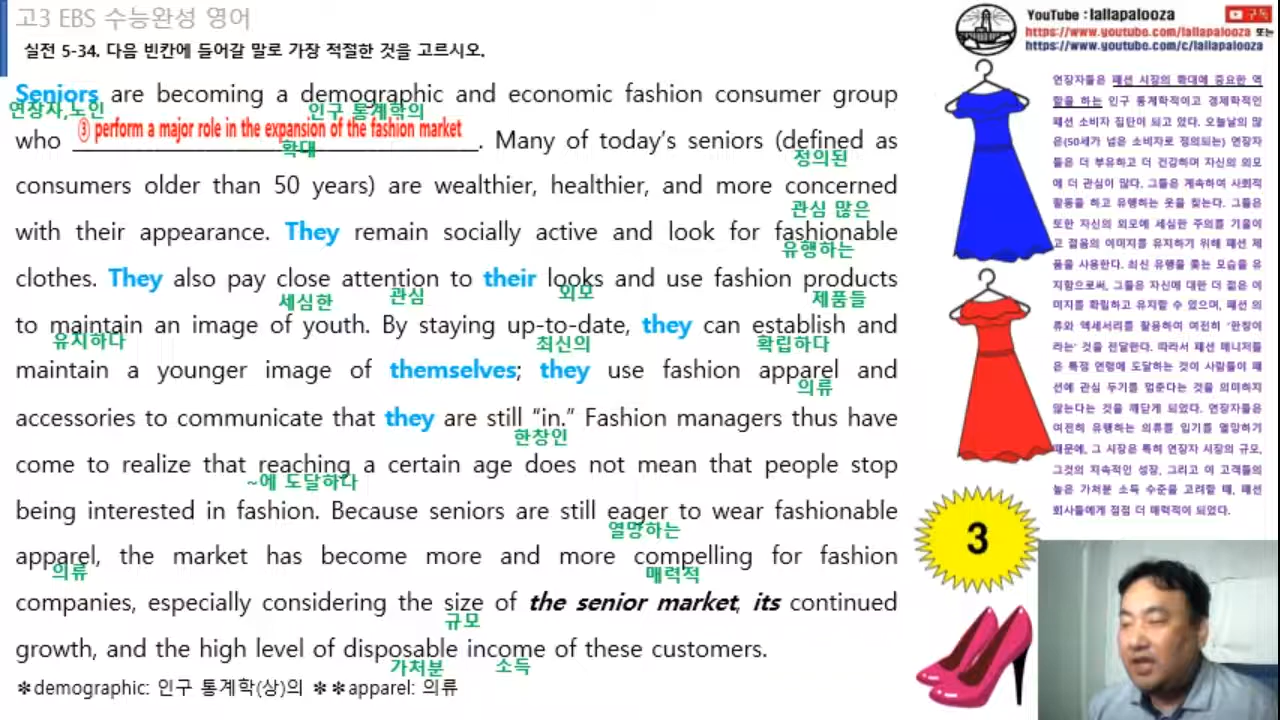 고3 EBS 수능완성 영어
실전 5-34. 다음 빈칸에 들어갈 말로 가장 적절한 것을 고르시오.
Seniors are becoming a demographic and economic fashion consumer group
연장자,노인 인구 통계학의
③ perform a major role in the expansion of the fashion market
who ____________________. Many of today's seniors (defined as
확대 정의된
consumers older than 50 years) are wealthier, healthier, and more concerned
관심 많은
with their appearance. They remain socially active and look for fashionable
유행하는
clothes. They also pay close attention to their looks and use fashion products
세심한 관심 외모 제품들
to maintain an image of youth. By staying up-to-date, they can establish and
유지하다 최신의 확립하다
maintain a younger image of themselves; they use fashion apparel and
의류
accessories to communicate that they are still "in." Fashion managers thus have
한창인
come to realize that reaching a certain age does not mean that people stop
~에 도달하다
being interested in fashion. Because seniors are still eager to wear fashionable
열망하는
apparel, the market has become more and more compelling for fashion
의류 매력적
companies, especially considering the size of the senior market, its continued
규모
growth, and the high level of disposable income of these customers.
가처분 소득
*demographic: 인구 통계학(상)의 **apparel: 의류
YouTube : lallapalooza 구독
https://www.youtube.com/lallapalooza 또는
https://www.youtube.com/c/lallapalooza
연장자들은 패션 시장의 확대에 중요한 역
할을 하는 인구 통계학적이고 경제학적인
패션 소비자 집단이 되고 있다. 오늘날의 많
은(50세가 넘은 소비자로 정의되는) 연장자
들은 더 부유하고 더 건강하며 자신의 외모
에 더 관심이 많다. 그들은 계속하여 사회적
활동을 하고 유행하는 옷을 찾는다. 그들은
또한 자신의 외모에 세심한 주의를 기울이
고 젊음의 이미지를 유지하기 위해 패션 제
품을 사용한다. 최신 유행을 쫓는 모습을 유
지함으로써, 그들은 자신에 대한 더 젊은 이
미지를 확립하고 유지할 수 있으며, 패션 의
류와 액세서리를 활용하여 여전히 '한창이
라는' 것을 전달한다. 따라서 패션 매니저들
은 특정 연령에 도달하는 것이 사람들이 패
션에 관심 두기를 멈춘다는 것을 의미하지
않는다는 것을 깨닫게 되었다. 연장자들은
여전히 유행하는 의류를 입기를 열망하기
때문에, 그 시장은 특히 연장자 시장의 규모,
그것의 지속적인 성장, 그리고 이 고객들의
높은 가처분 소득 수준을 고려할 때, 패션
회사들에게 점점 더 매력적이 되었다.
3